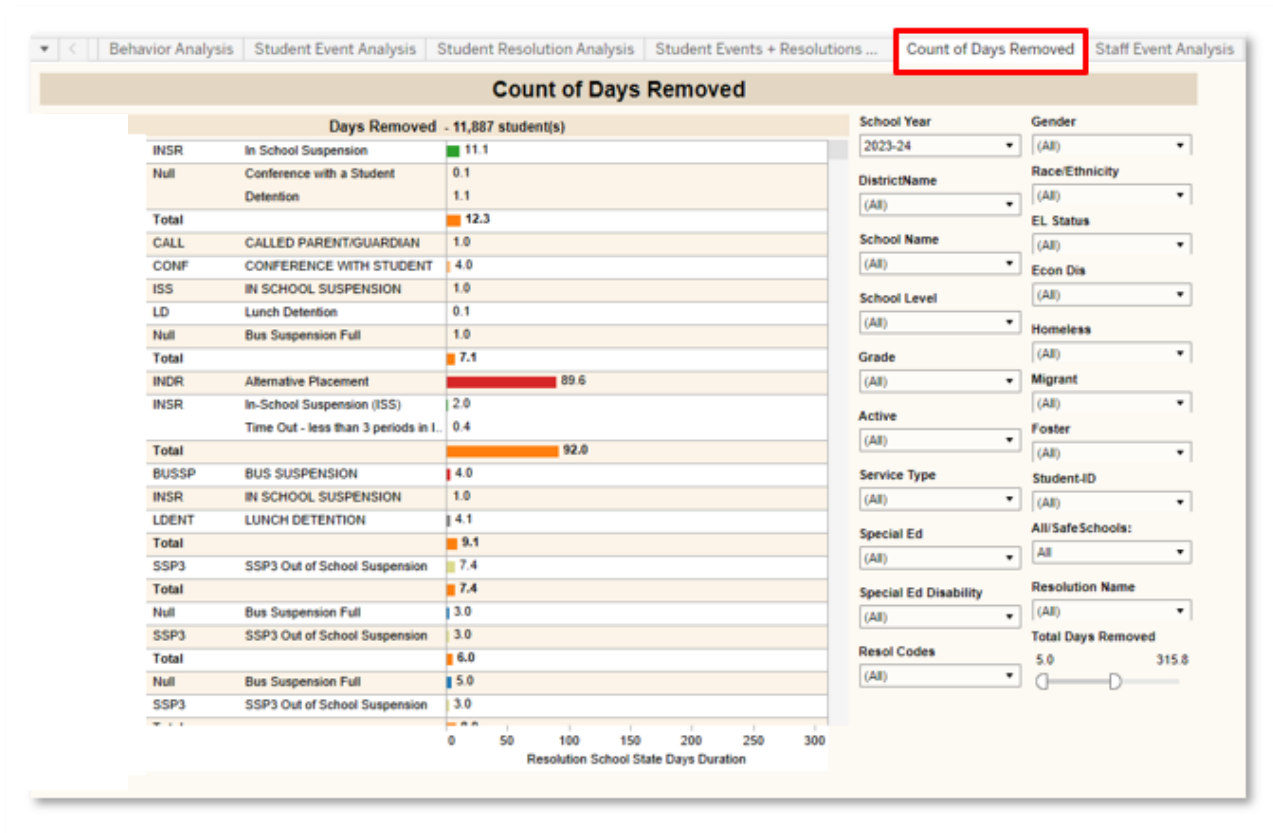 Behavior Analysis Student Event Analysis Student Resolution Analysis Student Events + Resolutions ... Count of Days Removed Staff Event Analysis
Count of Days Removed
Days Removed - 11,887 student(s)
INSR In School Suspension 11.1
Null Conference with a Student 0.1
Detention 1.1
Total 12.3
CALL CALLED PARENT/GUARDIAN 1.0
CONF CONFERENCE WITH STUDENT 4.0
ISS IN SCHOOL SUSPENSION 1.0
LD Lunch Detention 0.1
Null Bus Suspension Full 1.0
Total 7.1
INDR Alternative Placement 89.6
INSR In-School Suspension (ISS) 2.0
Time Out - less than 3 periods in I.. 0.4
Total 92.0
BUSSP BUS SUSPENSION 4.0
INSR IN SCHOOL SUSPENSION 1.0
LDENT LUNCH DETENTION 4.1
Total 9.1
SSP3 SSP3 Out of School Suspension 7.4
Total 7.4
Null Bus Suspension Full 3.0
SSP3 SSP3 Out of School Suspension 3.0
Total 6.0
Null Bus Suspension Full 5.0
SSP3 SSP3 Out of School Suspension 3.0
0 50 100 150 200 250 300
Resolution School State Days Duration
School Year
2023-24
DistrictName
(All)
School Name
(All)
School Level
(All)
Grade
(All)
Active
(All)
Service Type
(All)
Special Ed
(All)
Special Ed Disability
(All)
Resol Codes
(All)
Gender
(All)
Race/Ethnicity
(All)
EL Status
(All)
Econ Dis
(All)
Homeless
(All)
Migrant
(All)
Foster
(All)
Student-ID
(All)
All/SafeSchools:
All
Resolution Name
(All)
Total Days Removed
5.0 315.8